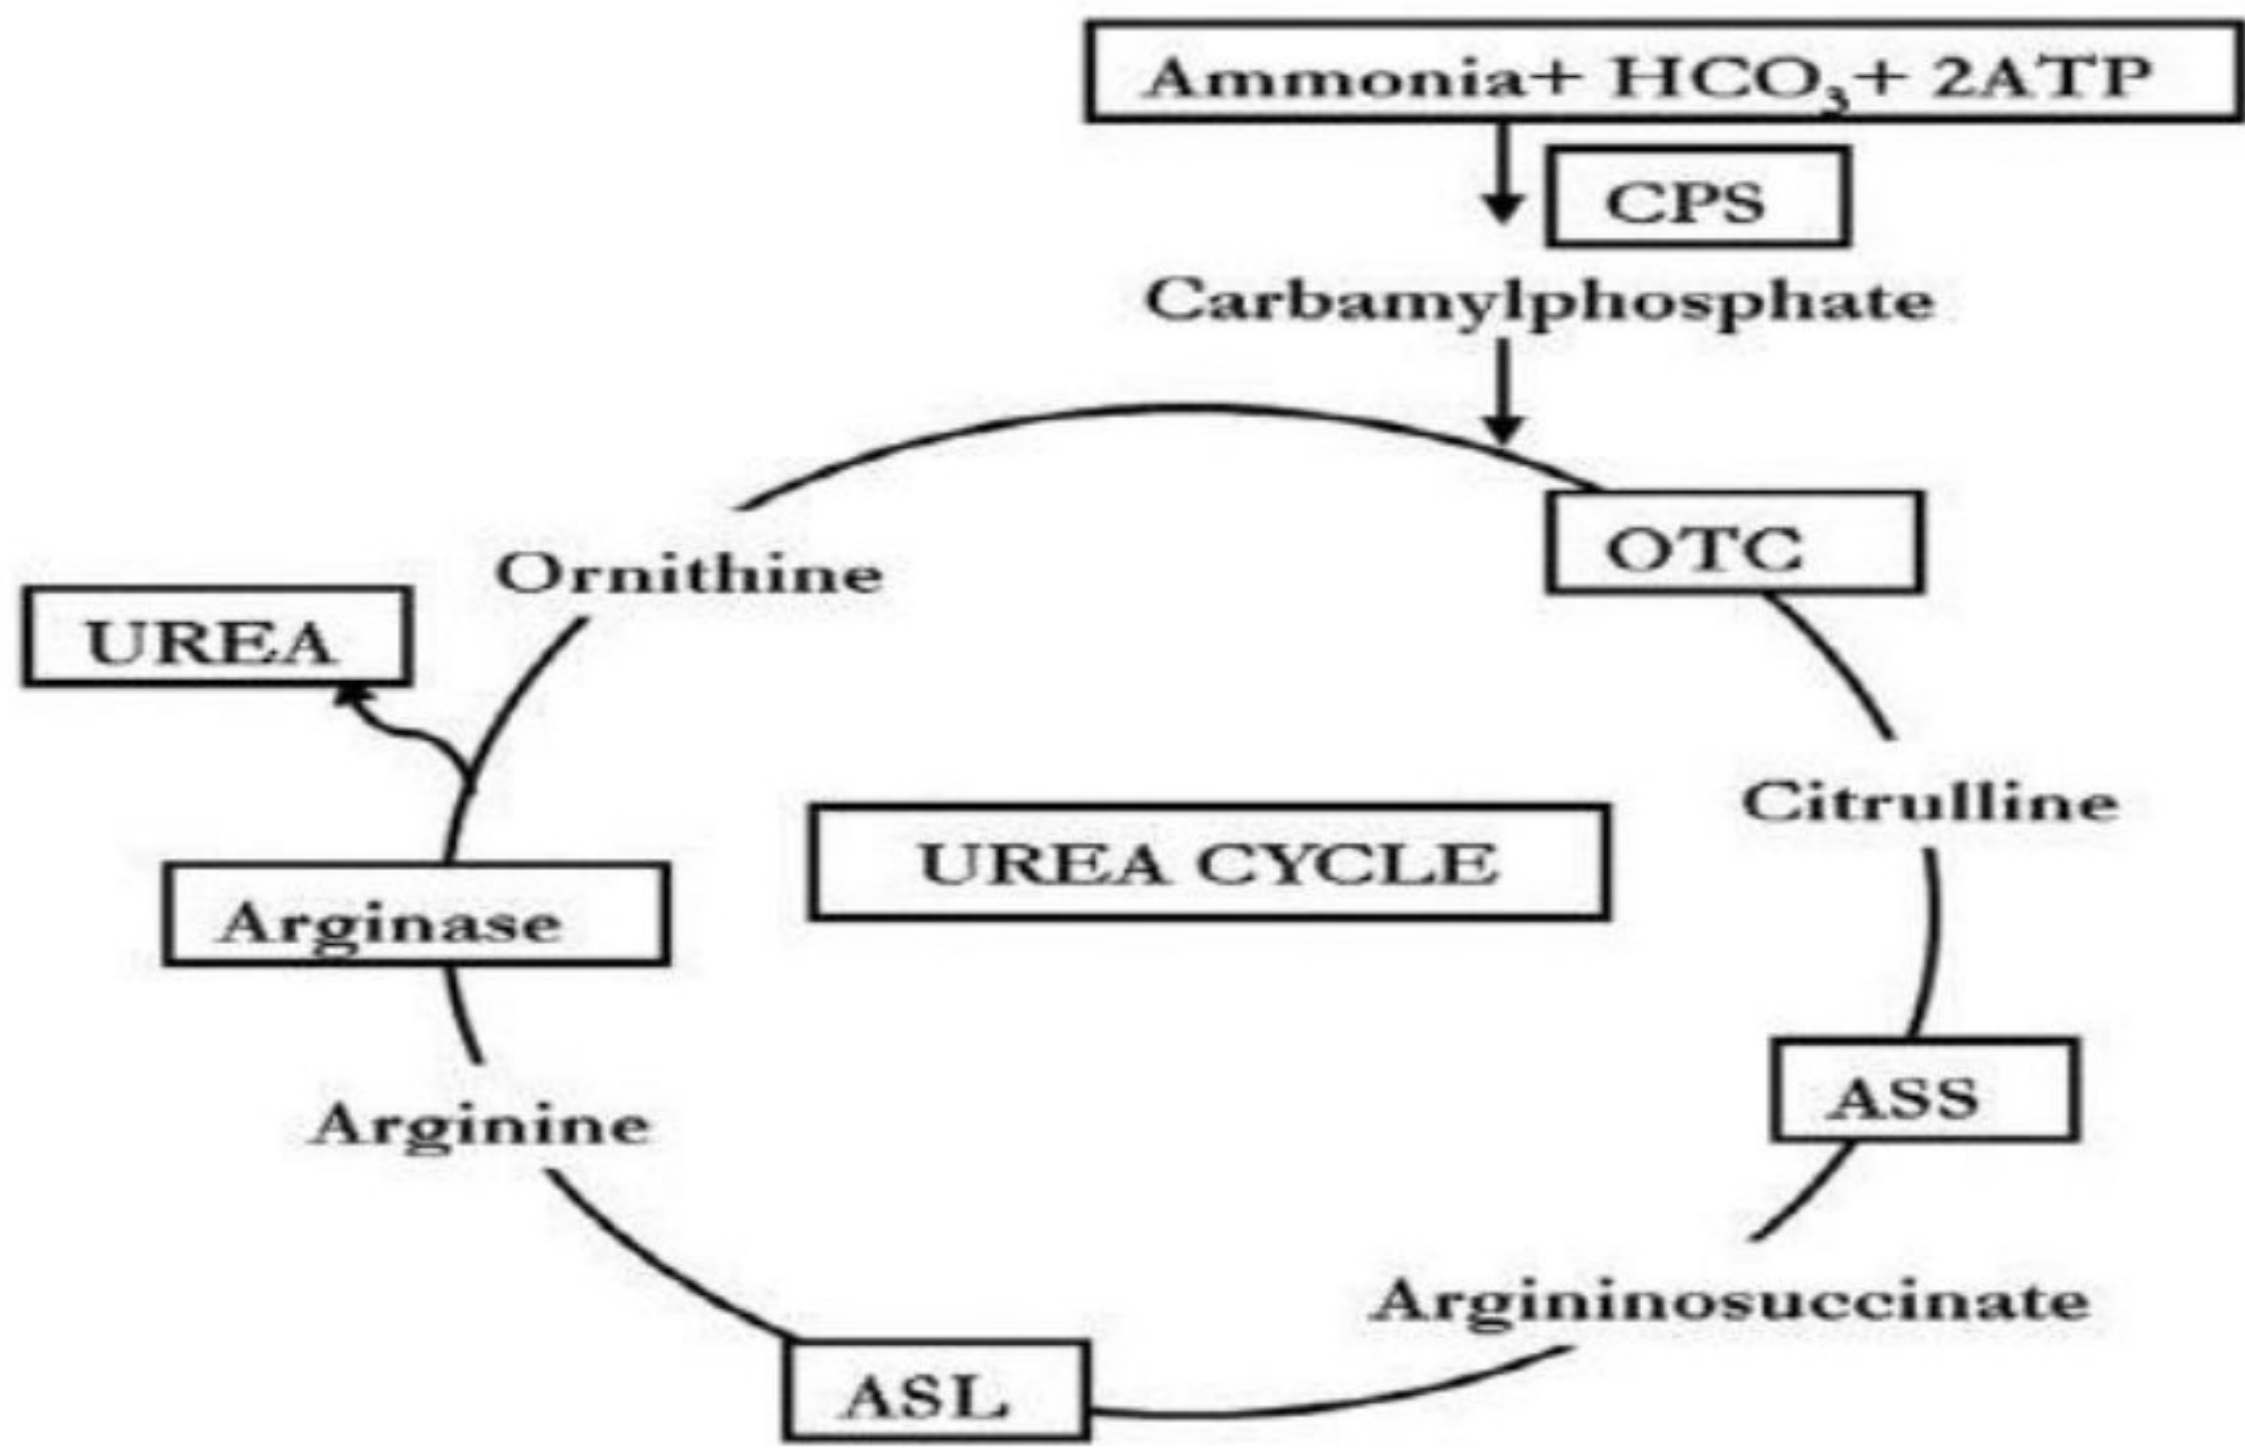 Ammonia+ HCO₃+ 2ATP
CPS
Carbamylphosphate
OTC
Ornithine
UREA
Citrulline
UREA CYCLE
Arginase
ASS
Arginine
Argininosuccinate
ASL